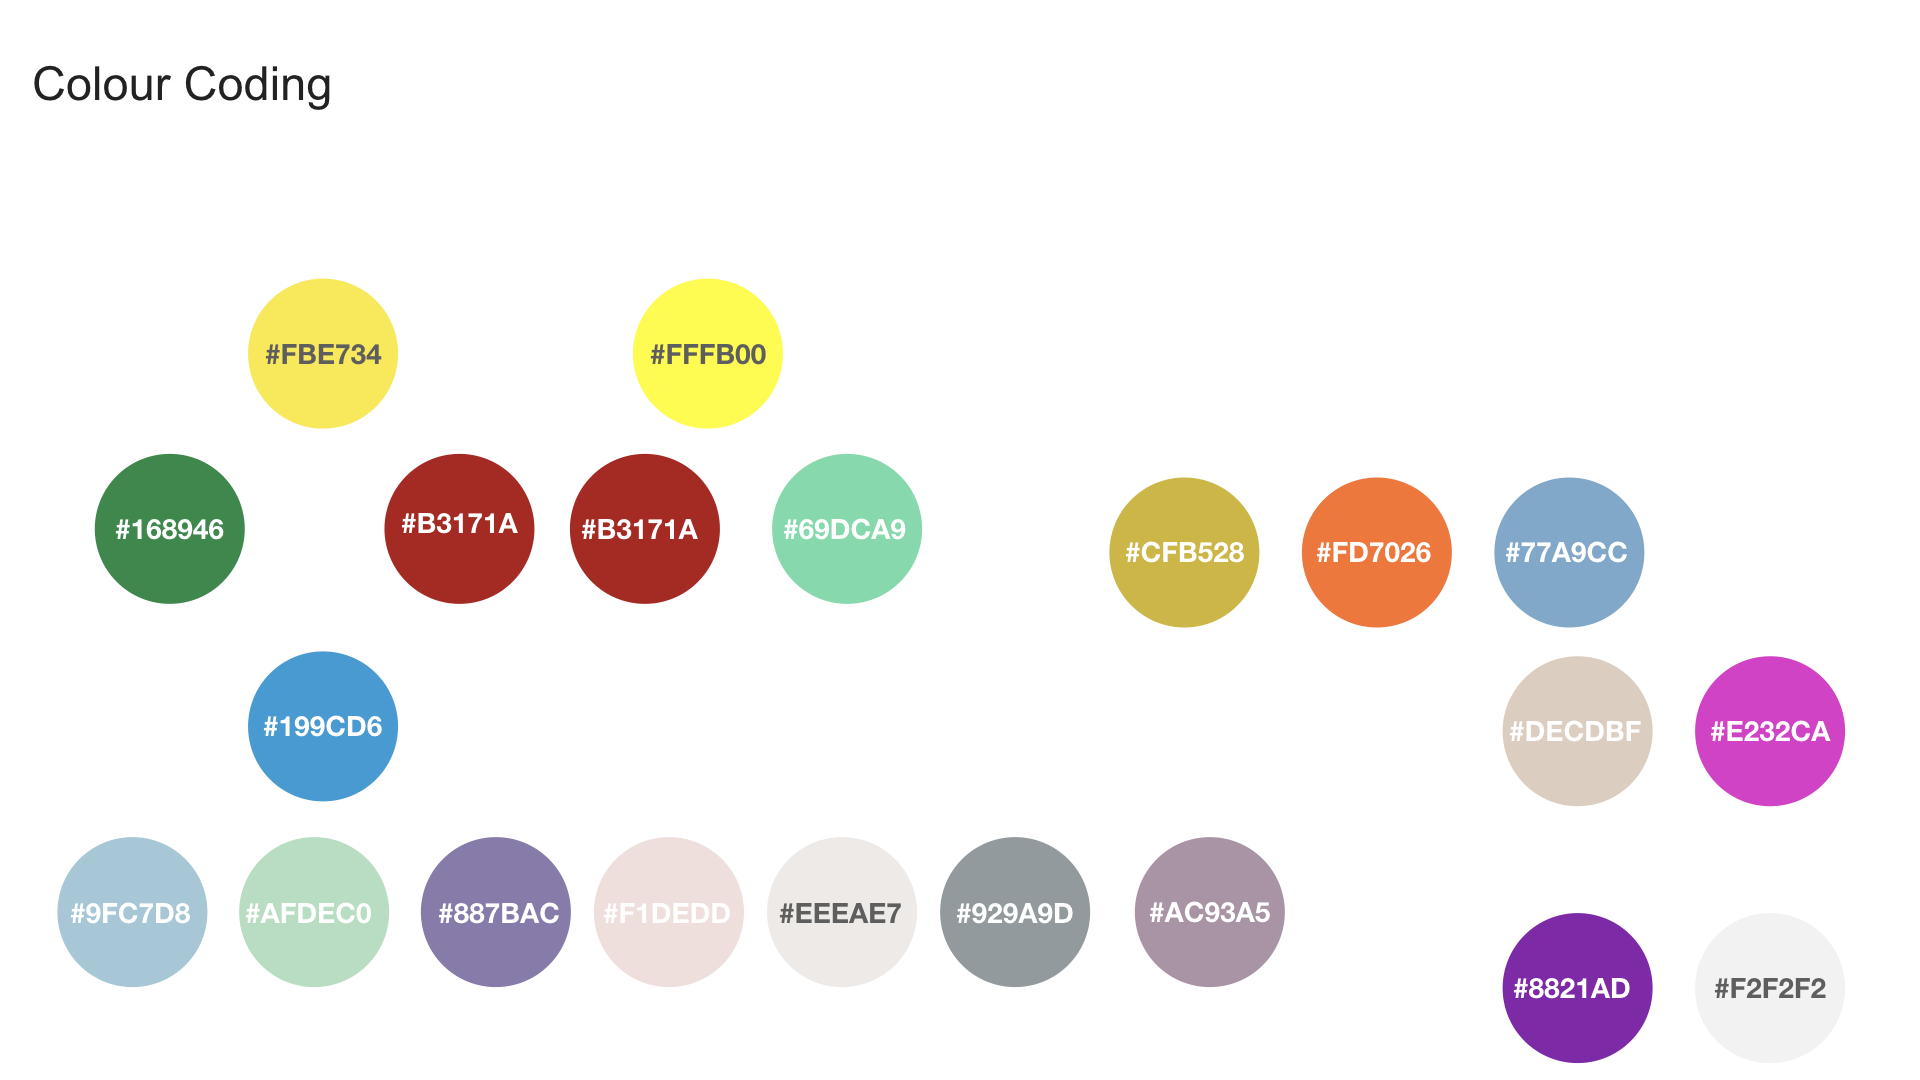 Colour Coding
#FBE734
#FFFB00
#168946
#B3171A
#B3171A
#69DCA9
#CFB528
#FD7026
#77A9CC
#199CD6
#DECDBF
#E232CA
#9FC7D8
#AFDEC0
#887BAC
#F1DEDD
#EEEAE7
#929A9D
#AC93A5
#8821AD
#F2F2F2